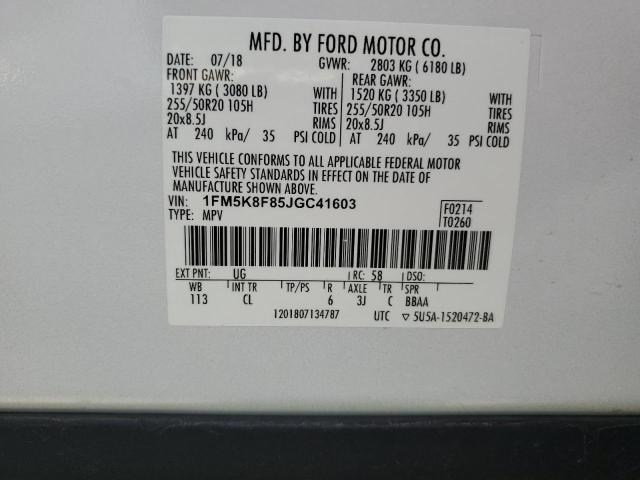 MFD. BY FORD MOTOR CO.
DATE: 07/18 GVWR: 2803 KG ( 6180 LB)
FRONT GAWR: REAR GAWR:
1397 KG ( 3080 LB) WITH 1520 KG ( 3350 LB) WITH
255/50R20 105H TIRES 255/50R20 105H TIRES
20x8.5J RIMS 20x8.5J RIMS
AT 240 kPa/ 35 PSI COLD AT 240 kPa/ 35 PSI COLD
THIS VEHICLE CONFORMS TO ALL APPLICABLE FEDERAL MOTOR
VEHICLE SAFETY STANDARDS IN EFFECT ON THE DATE OF
MANUFACTURE SHOWN ABOVE.
VIN: 1FM5K8F85JGC41603 F0214
TYPE: MPV T0260
EXT PNT: UG RC: 58 DSO:
WB INT TR TP/PS R AXLE TR SPR
113 CL 6 3J C BBAA
1201807134787 UTC ▽ 5U5A-1520472-BA